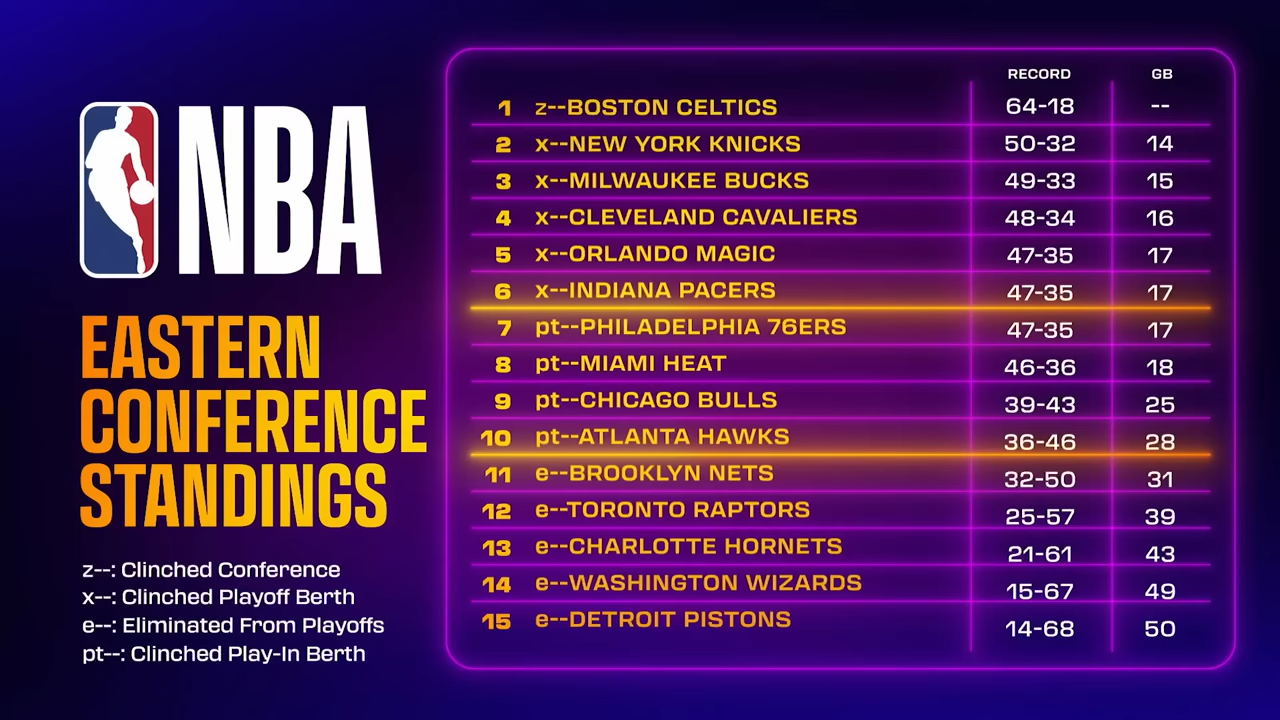 NBA
EASTERN
CONFERENCE
STANDINGS
z--: Clinched Conference
x--: Clinched Playoff Berth
e--: Eliminated From Playoffs
pt--: Clinched Play-In Berth
RECORD GB
1 z--BOSTON CELTICS 64-18 --
2 x--NEW YORK KNICKS 50-32 14
3 x--MILWAUKEE BUCKS 49-33 15
4 x--CLEVELAND CAVALIERS 48-34 16
5 x--ORLANDO MAGIC 47-35 17
6 x--INDIANA PACERS 47-35 17
7 pt--PHILADELPHIA 76ERS 47-35 17
8 pt--MIAMI HEAT 46-36 18
9 pt--CHICAGO BULLS 39-43 25
10 pt--ATLANTA HAWKS 36-46 28
11 e--BROOKLYN NETS 32-50 31
12 e--TORONTO RAPTORS 25-57 39
13 e--CHARLOTTE HORNETS 21-61 43
14 e--WASHINGTON WIZARDS 15-67 49
15 e--DETROIT PISTONS 14-68 50